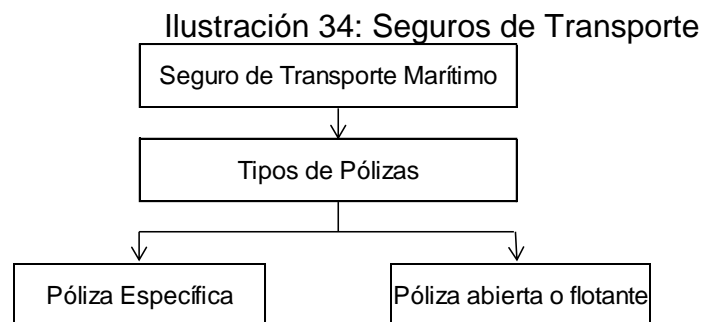 Ilustración 34: Seguros de Transporte
Seguro de Transporte Marítimo
Tipos de Pólizas
Póliza Específica
Póliza abierta o flotante